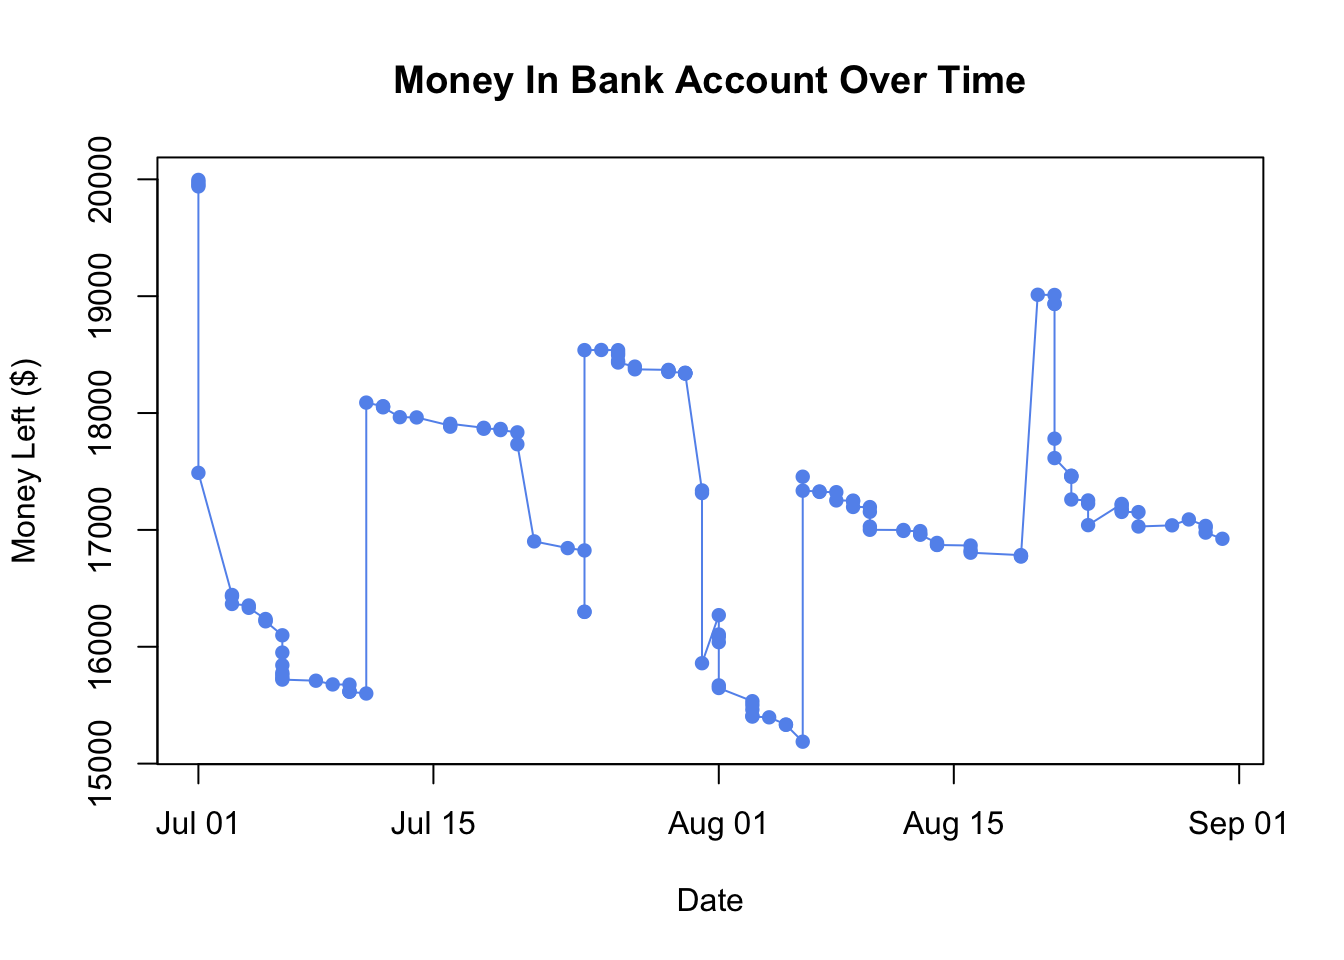 Money In Bank Account Over Time
Money Left ($)
20000
19000
18000
17000
16000
15000
Jul 01 Jul 15 Aug 01 Aug 15 Sep 01
Date